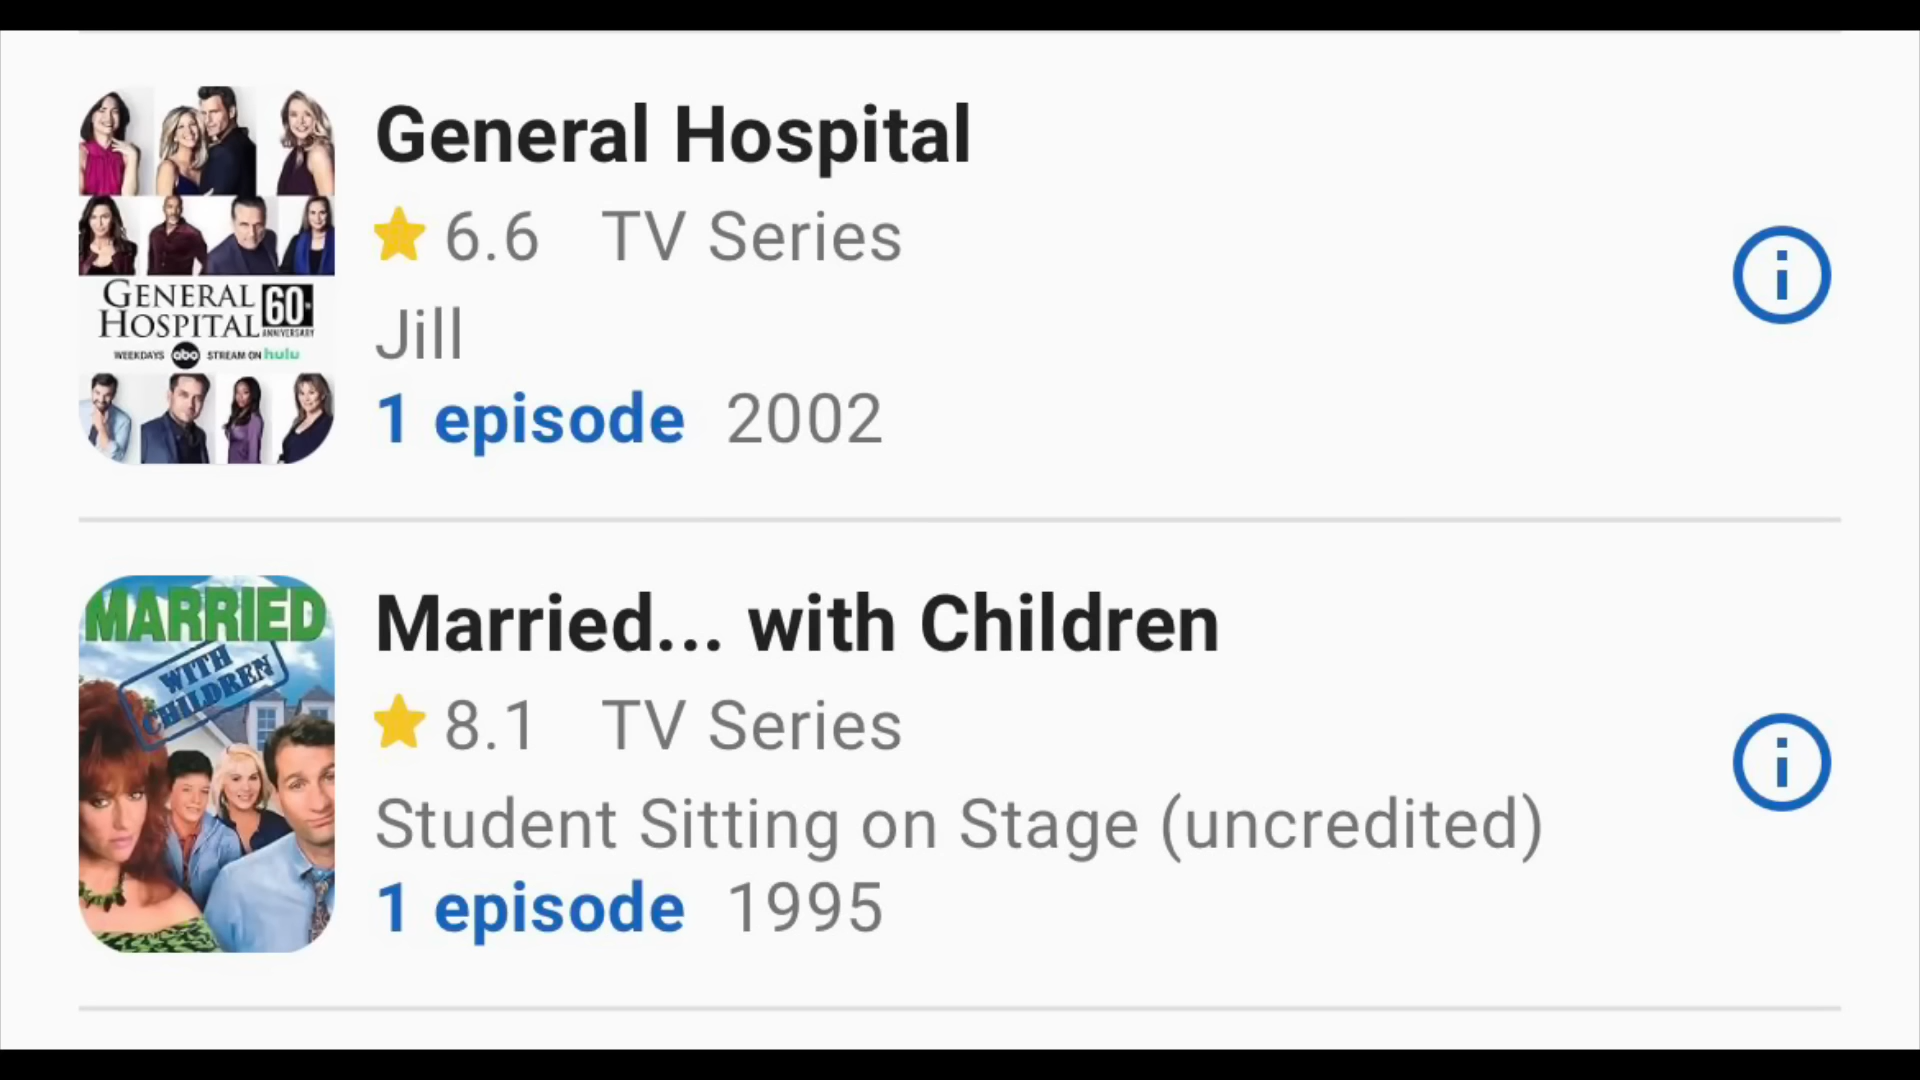 General Hospital
6.6 TV Series
Jill
1 episode 2002
GENERAL
HOSPITAL
60
ANNIVERSARY
WEEKDAYS abc STREAM ON hulu
Married... with Children
8.1 TV Series
Student Sitting on Stage (uncredited)
1 episode 1995
MARRIED
WITH
CHILDREN